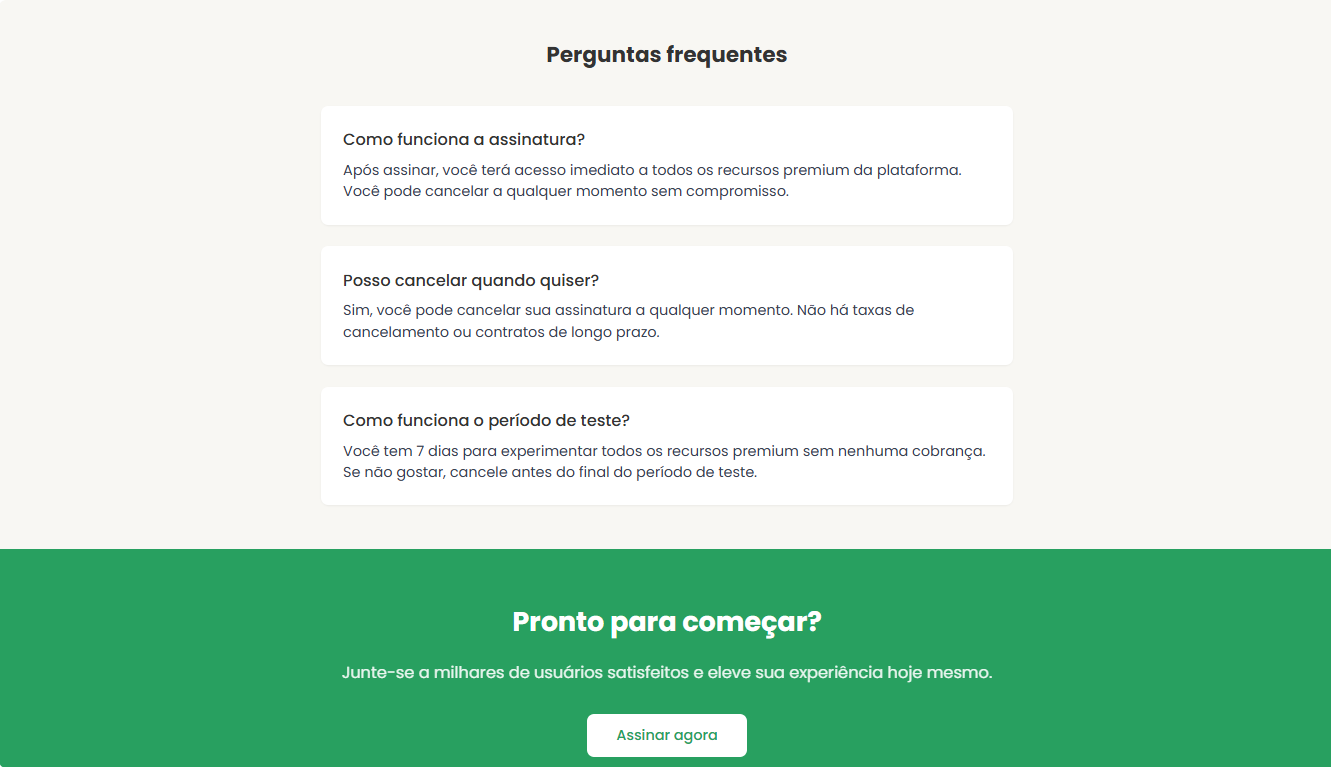 Perguntas frequentes
Como funciona a assinatura?
Após assinar, você terá acesso imediato a todos os recursos premium da plataforma.
Você pode cancelar a qualquer momento sem compromisso.
Posso cancelar quando quiser?
Sim, você pode cancelar sua assinatura a qualquer momento. Não há taxas de
cancelamento ou contratos de longo prazo.
Como funciona o período de teste?
Você tem 7 dias para experimentar todos os recursos premium sem nenhuma cobrança.
Se não gostar, cancele antes do final do período de teste.
Pronto para começar?
Junte-se a milhares de usuários satisfeitos e eleve sua experiência hoje mesmo.
Assinar agora